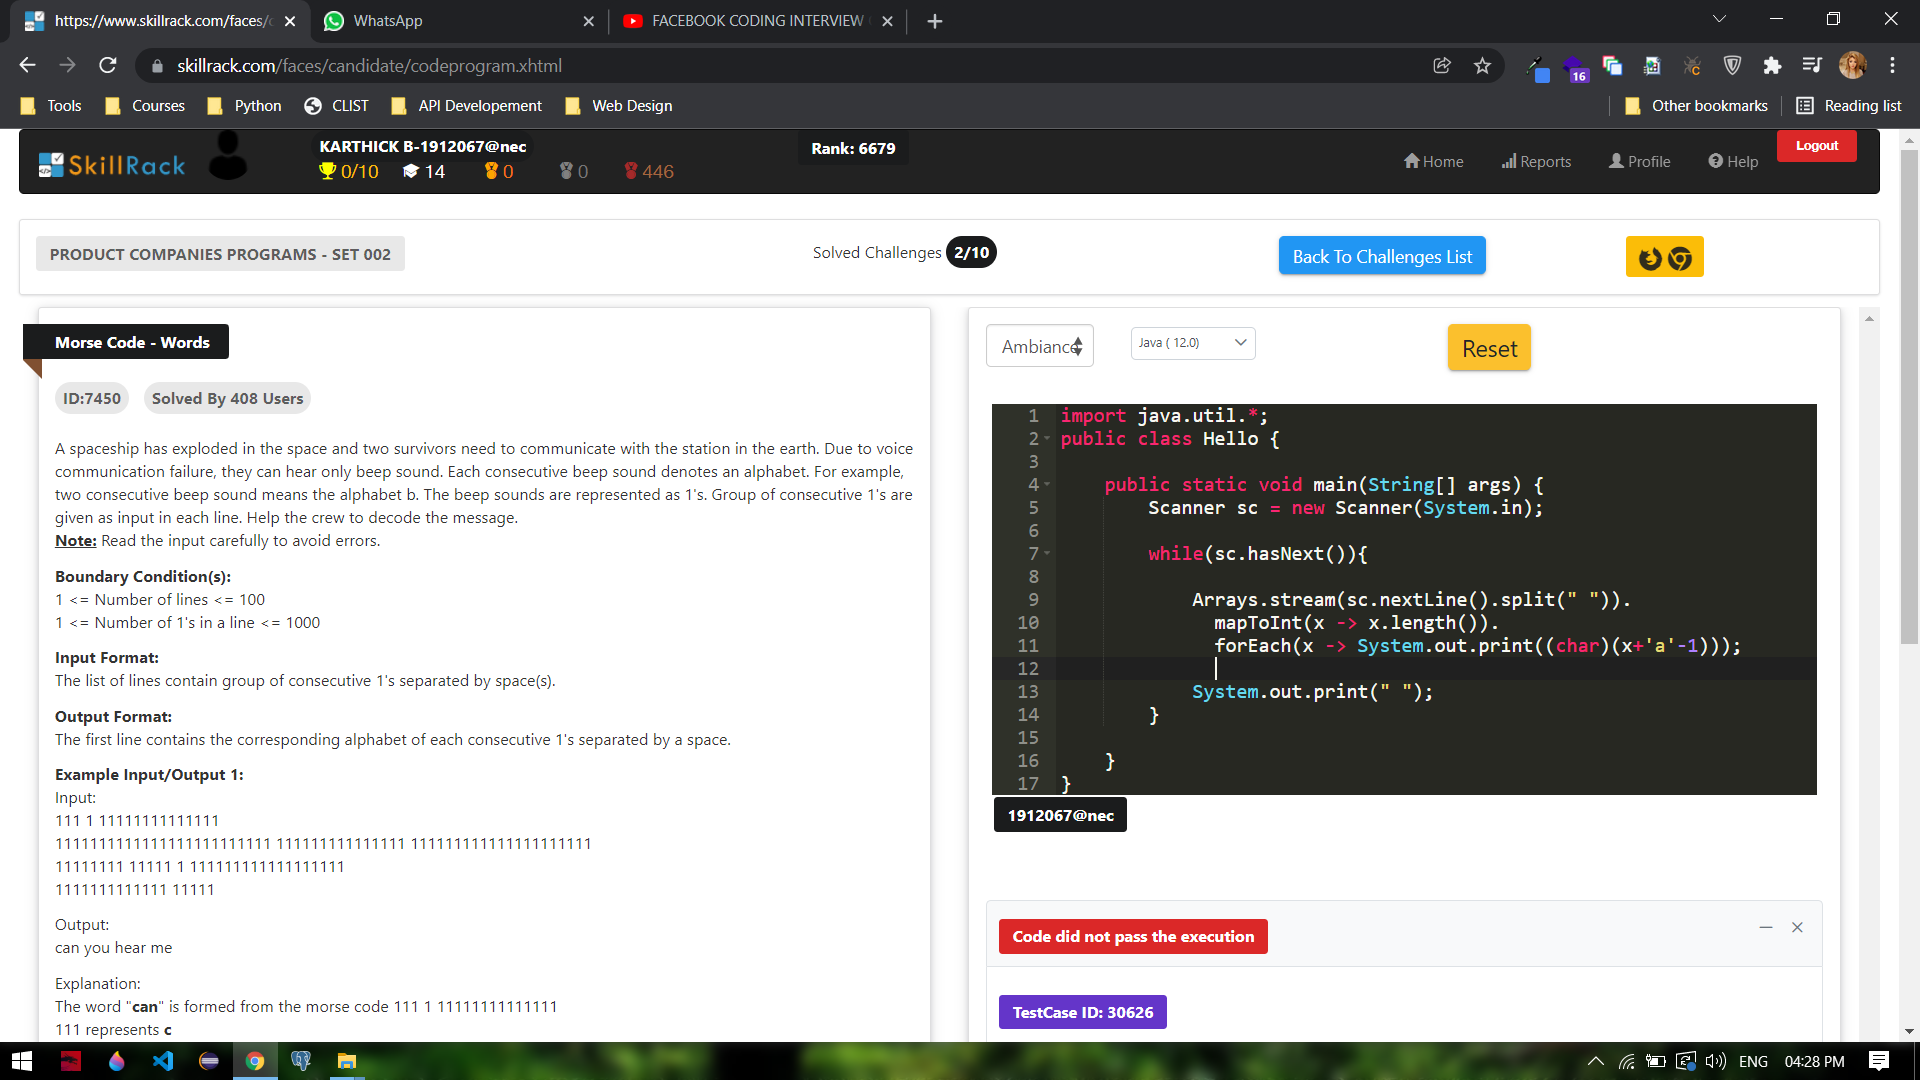 https://www.skillrack.com/faces/c
WhatsApp
FACEBOOK CODING INTERVIEW
skillrack.com/faces/candidate/codeprogram.xhtml
16
Tools
Courses
Python
CLIST
API Developement
Web Design
Other bookmarks
Reading list
SkillRack
KARTHICK B-1912067@nec
0/10 14 0 0 446
Rank: 6679
Home
Reports
Profile
Help
Logout
PRODUCT COMPANIES PROGRAMS - SET 002
Solved Challenges 2/10
Back To Challenges List
Morse Code - Words
ID:7450 Solved By 408 Users
A spaceship has exploded in the space and two survivors need to communicate with the station in the earth. Due to voice
communication failure, they can hear only beep sound. Each consecutive beep sound denotes an alphabet. For example,
two consecutive beep sound means the alphabet b. The beep sounds are represented as 1's. Group of consecutive 1's are
given as input in each line. Help the crew to decode the message.
Note: Read the input carefully to avoid errors.
Boundary Condition(s):
1 <= Number of lines <= 100
1 <= Number of 1's in a line <= 1000
Input Format:
The list of lines contain group of consecutive 1's separated by space(s).
Output Format:
The first line contains the corresponding alphabet of each consecutive 1's separated by a space.
Example Input/Output 1:
Input:
111 1 11111111111111
1111111111111111111111111 111111111111111 111111111111111111111
11111111 11111 1 111111111111111111
1111111111111 11111
Output:
can you hear me
Explanation:
The word "can" is formed from the morse code 111 1 11111111111111
111 represents c
Ambiance
Java ( 12.0)
Reset
1 import java.util.*;
2 public class Hello {
3
4 public static void main(String[] args) {
5 Scanner sc = new Scanner(System.in);
6
7 while(sc.hasNext()){
8
9 Arrays.stream(sc.nextLine().split(" ")).
10 mapToInt(x -> x.length()).
11 forEach(x -> System.out.print((char)(x+'a'-1)));
12
13 System.out.print(" ");
14 }
15
16 }
17 }
1912067@nec
Code did not pass the execution
TestCase ID: 30626
ENG
04:28 PM